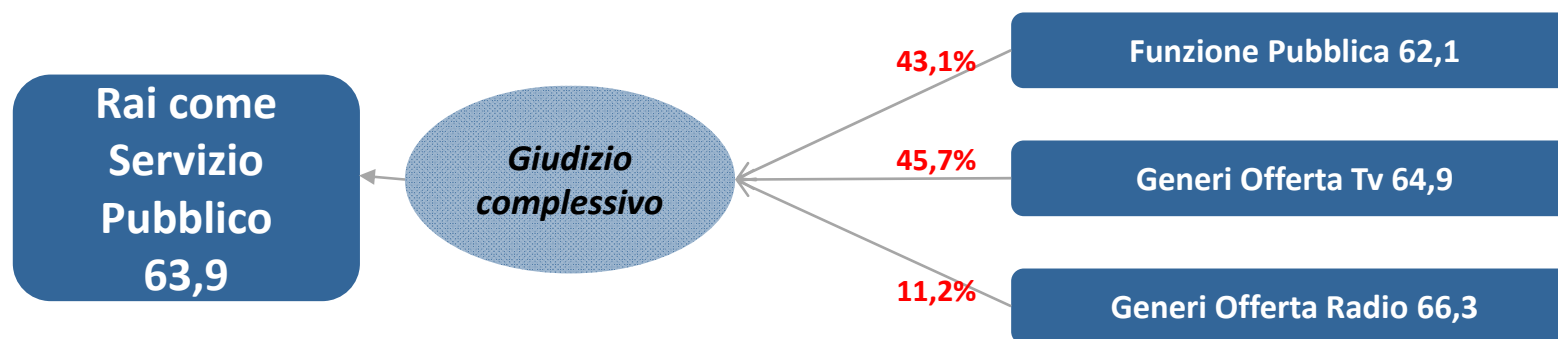 Rai come
Servizio
Pubblico
63,9
Giudizio
complessivo
43,1%
45,7%
11,2%
Funzione Pubblica 62,1
Generi Offerta Tv 64,9
Generi Offerta Radio 66,3